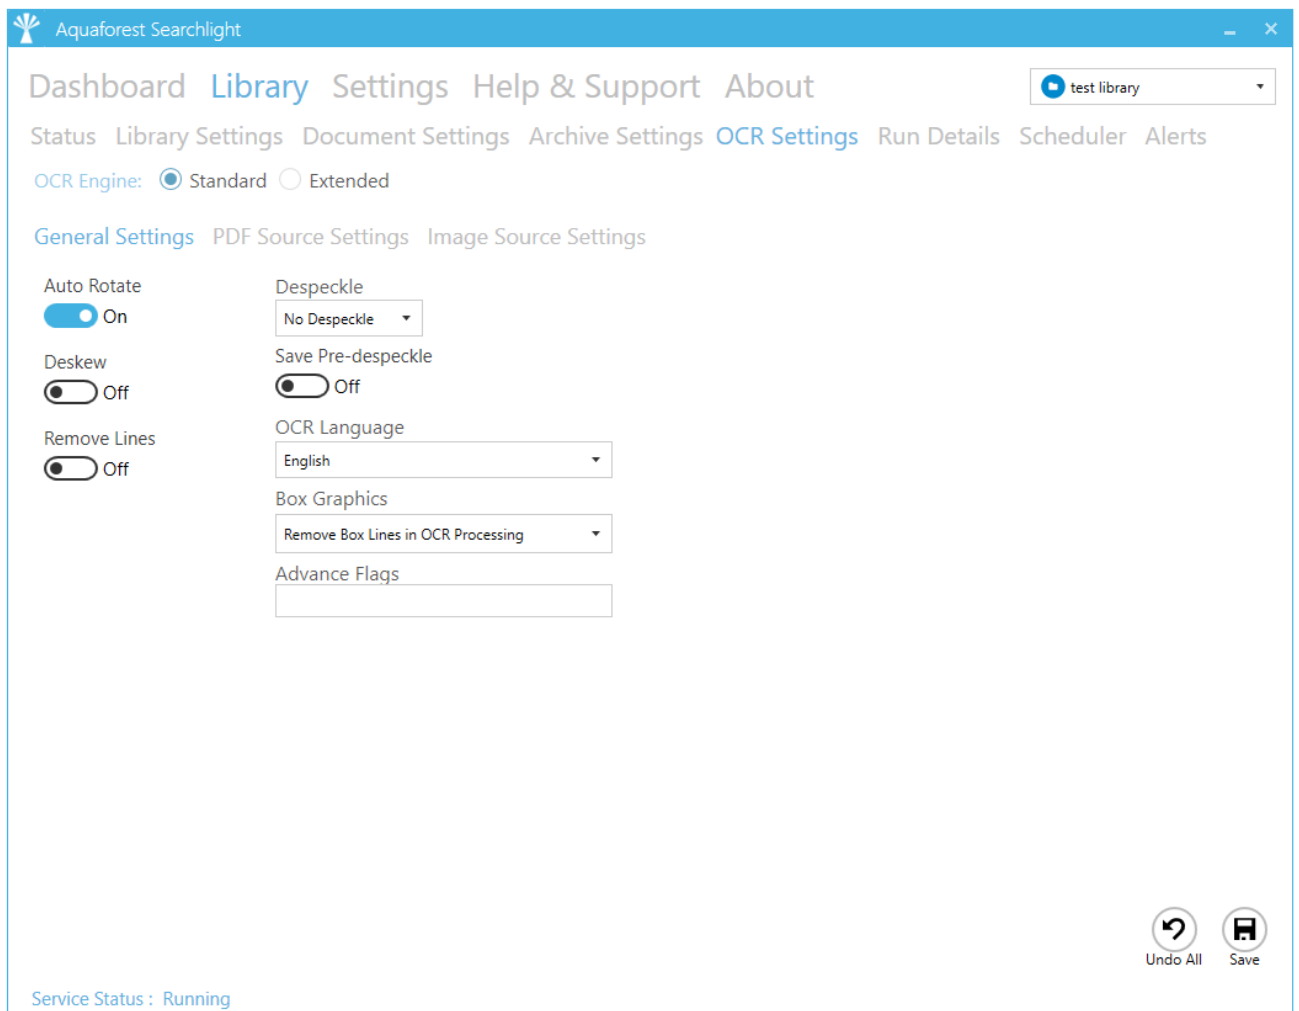 Aquaforest Searchlight
Dashboard Library Settings Help & Support About test library
Status Library Settings Document Settings Archive Settings OCR Settings Run Details Scheduler Alerts
OCR Engine: Standard Extended
General Settings PDF Source Settings Image Source Settings
Auto Rotate
On
Deskew
Off
Remove Lines
Off
Despeckle
No Despeckle
Save Pre-despeckle
Off
OCR Language
English
Box Graphics
Remove Box Lines in OCR Processing
Advance Flags
Undo All Save
Service Status : Running